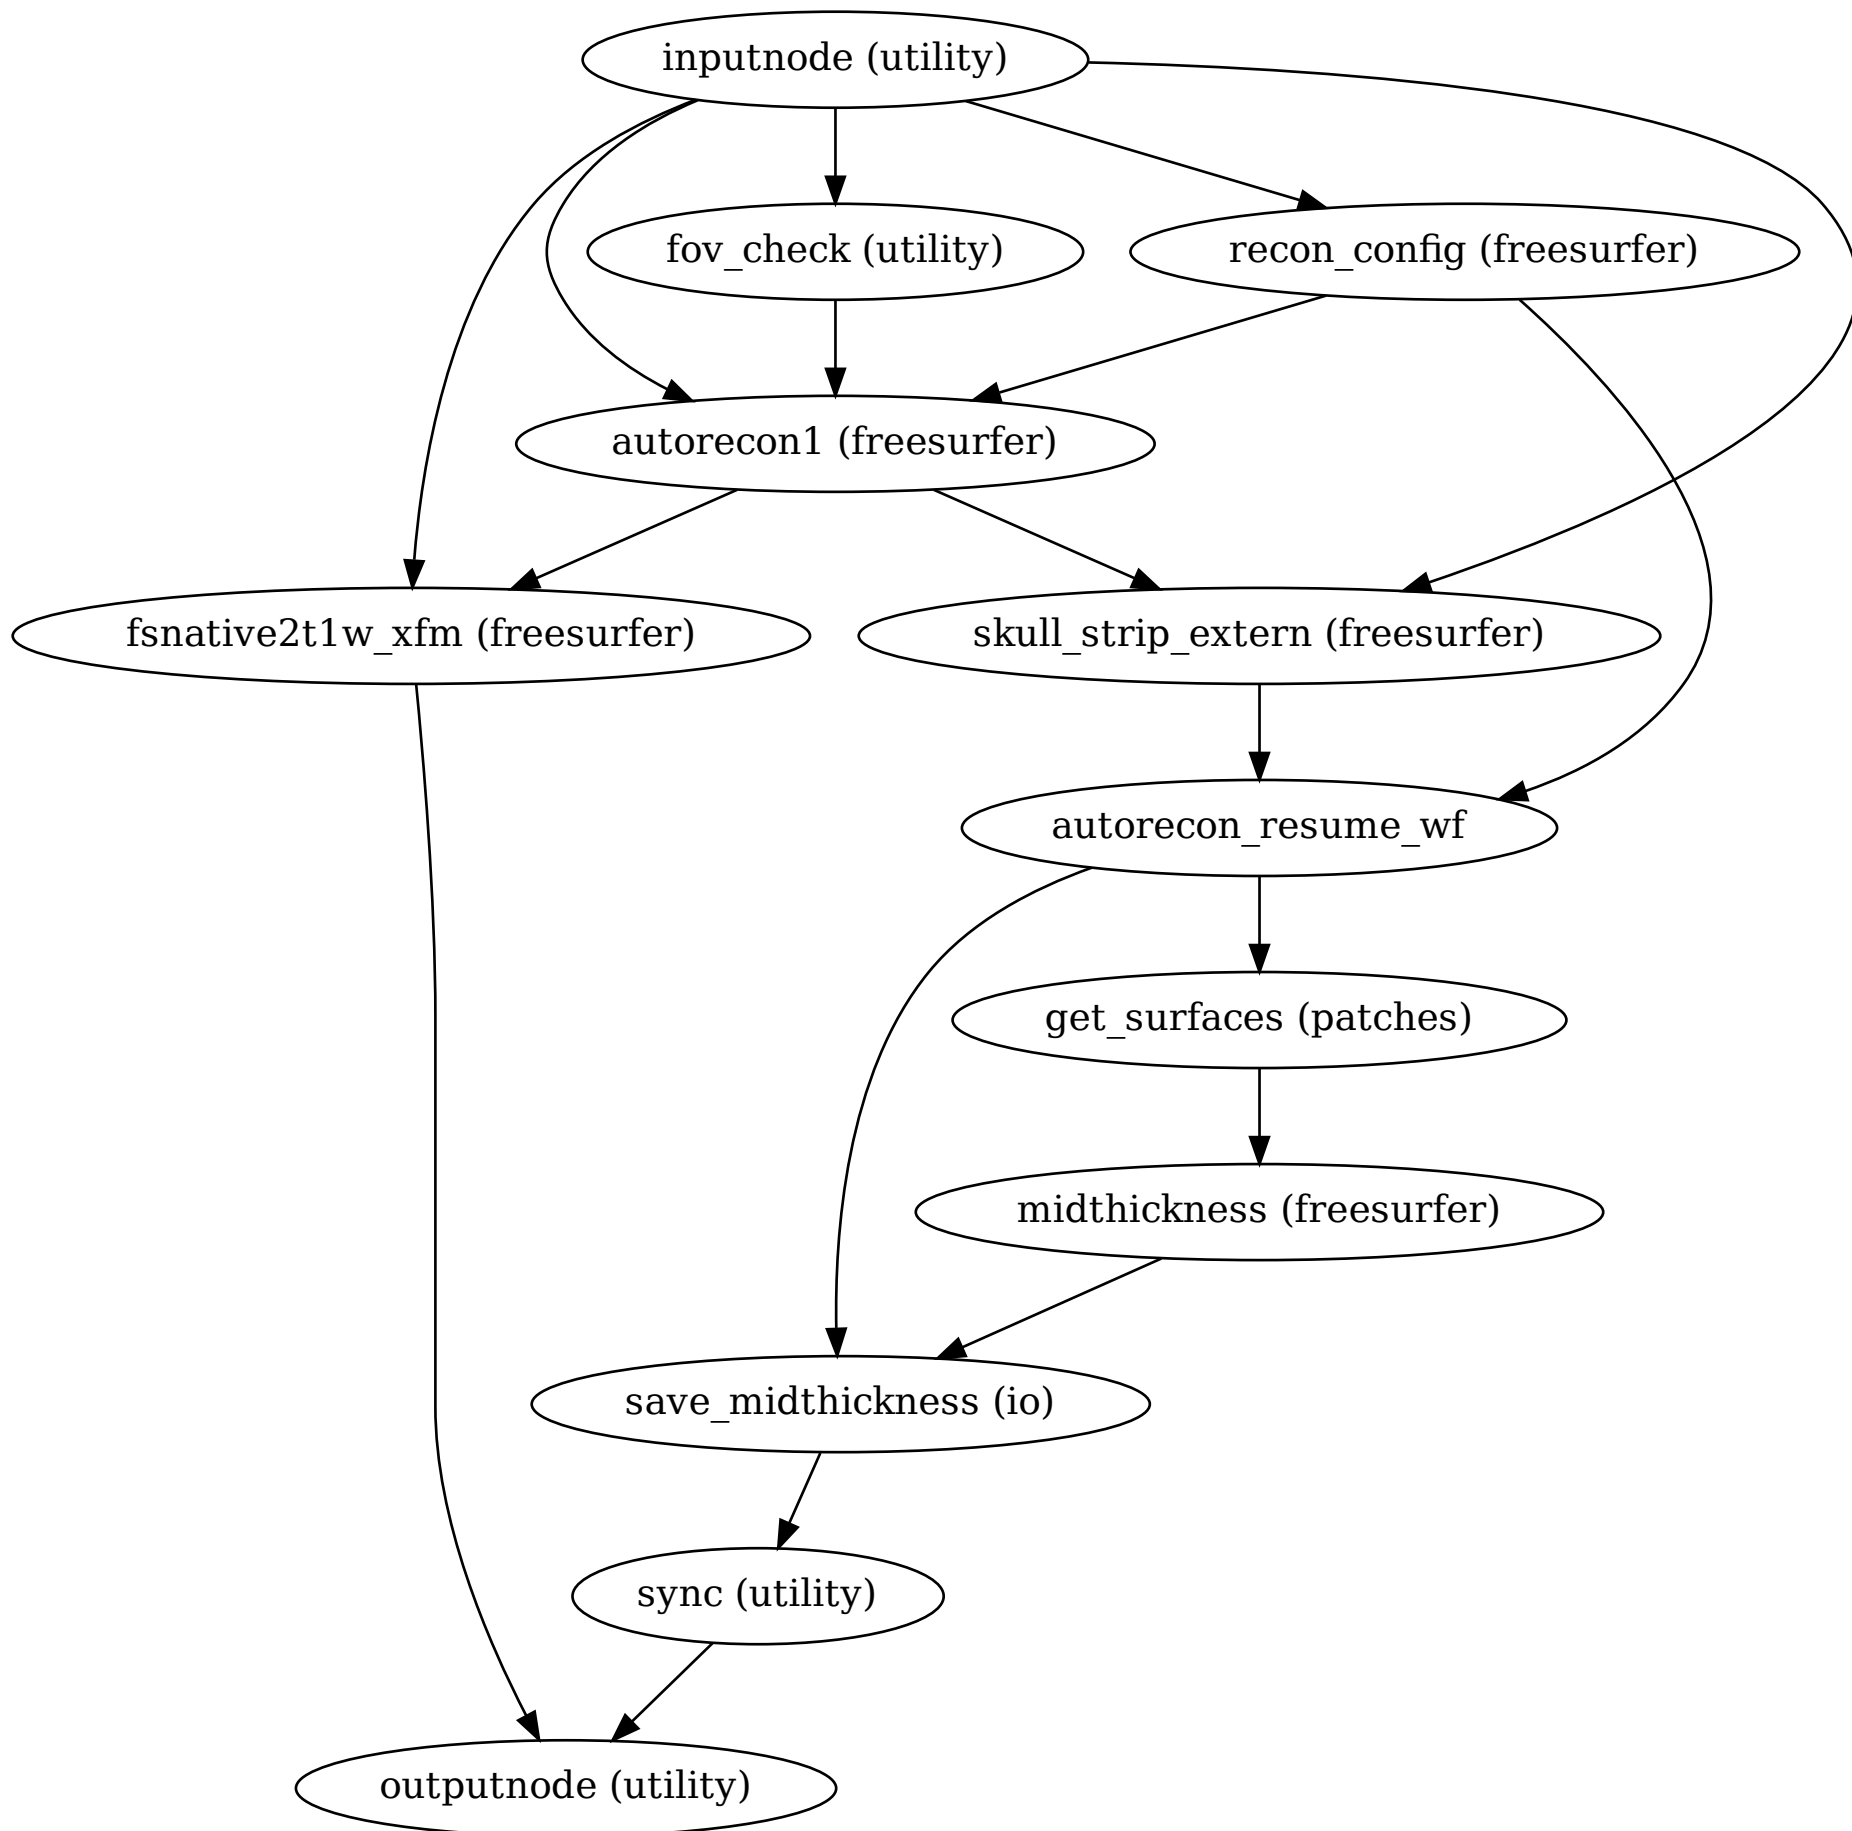 inputnode (utility)
fov_check (utility)
recon_config (freesurfer)
autorecon1 (freesurfer)
fsnative2t1w_xfm (freesurfer)
skull_strip_extern (freesurfer)
autorecon_resume_wf
get_surfaces (patches)
midthickness (freesurfer)
save_midthickness (io)
sync (utility)
outputnode (utility)